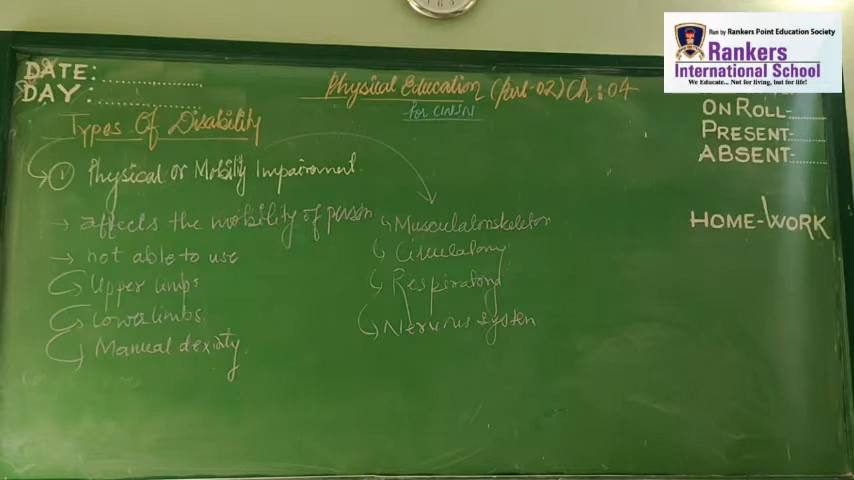 Run by Rankers Point Education Society
Rankers
International School
We Educate... Not for living, but for life!
DATE:
DAY:
Physical Education (Part-02) Ch:04
for CWSN
ON ROLL-
PRESENT-
ABSENT-
HOME-WORK
Types Of Disability
① Physical or Mobility Impairment
→ affects the mobility of person
→ not able to use
Upper limbs
Lower limbs
Manual dexiaty
Musculatonskeleton
Circulatory
Respiratory
Nervous system